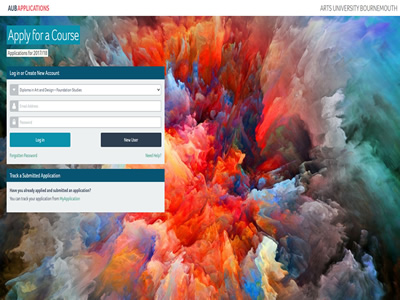 AUBAPPLICATIONS
ARTS UNIVERSITY BOURNEMOUTH
Apply for a Course
Applications for 2017/18
Log in or Create New Account
Diploma in Art and Design – Foundation Studies
Email Address
Password
Log In
New User
Forgotten Password
Need help?
Track a Submitted Application
Have you already applied and submitted an application?
You can track your application from MyApplication